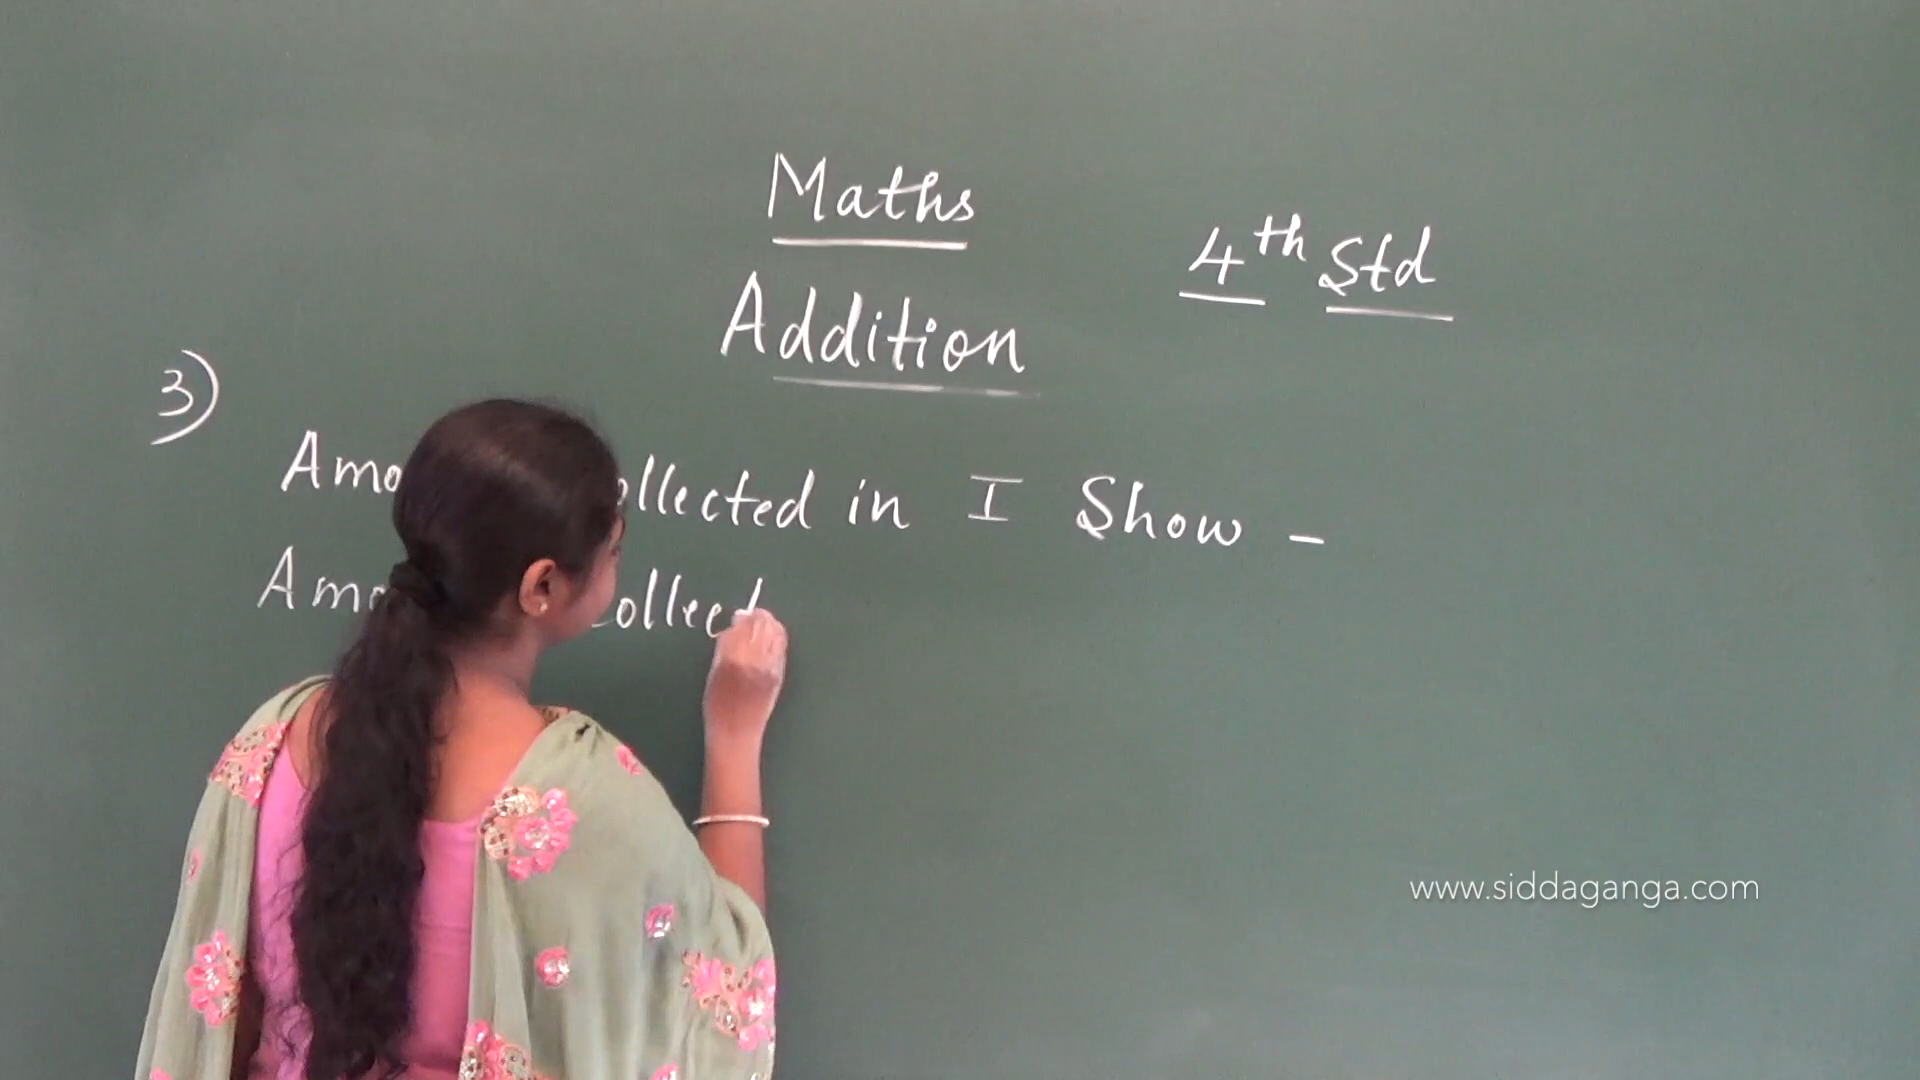 Maths
4th Std
Addition
3)
Amo ollected in I Show -
Amo collect
www.siddaganga.com